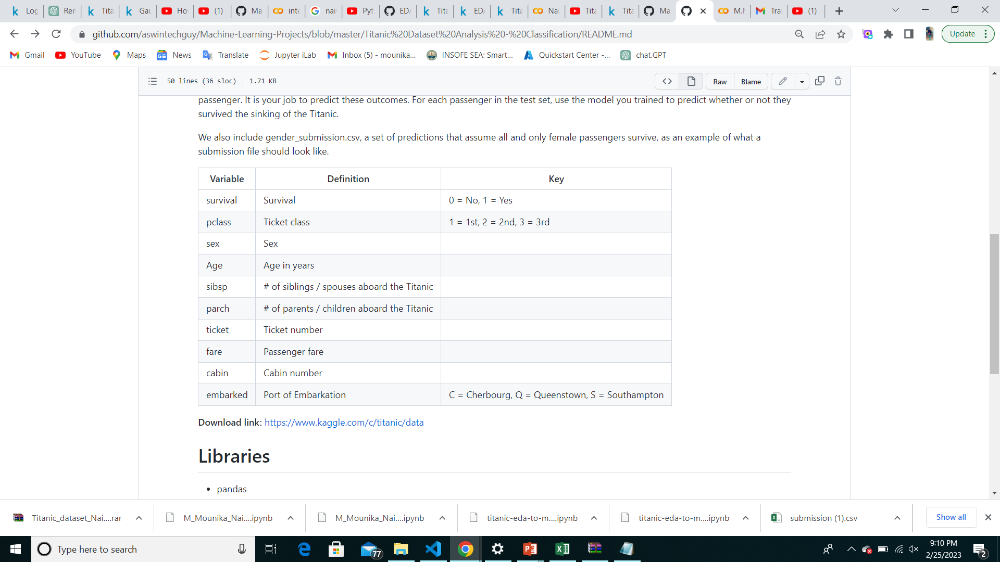 Log
Ren
Tita
Gau
Ho
(1)
Ma
inte
nai
Pyt
ED
Tita
ED
Tita
Nai
Tita
Tita
Ma
M.M
Trai
(1)
github.com/aswintechguy/Machine-Learning-Projects/blob/master/Titanic%20Dataset%20Analysis%20-%20Classification/README.md
Update
Gmail
YouTube
Maps
News
Translate
Jupyter iLab
Inbox (5) - mounika...
INSOFE SEA: Smart...
Quickstart Center -...
chat.GPT
50 lines (36 sloc) 1.71 KB
Raw
Blame
passenger. It is your job to predict these outcomes. For each passenger in the test set, use the model you trained to predict whether or not they
survived the sinking of the Titanic.
We also include gender_submission.csv, a set of predictions that assume all and only female passengers survive, as an example of what a
submission file should look like.
Variable Definition Key
survival Survival 0 = No, 1 = Yes
pclass Ticket class 1 = 1st, 2 = 2nd, 3 = 3rd
sex Sex
Age Age in years
sibsp # of siblings / spouses aboard the Titanic
parch # of parents / children aboard the Titanic
ticket Ticket number
fare Passenger fare
cabin Cabin number
embarked Port of Embarkation C = Cherbourg, Q = Queenstown, S = Southampton
Download link: https://www.kaggle.com/c/titanic/data
Libraries
• pandas
Titanic_dataset_Nai....rar
M_Mounika_Nai....ipynb
M_Mounika_Nai....ipynb
titanic-eda-to-m....ipynb
titanic-eda-to-m....ipynb
submission (1).csv
Show all
Type here to search
77
9:10 PM
2/25/2023
2